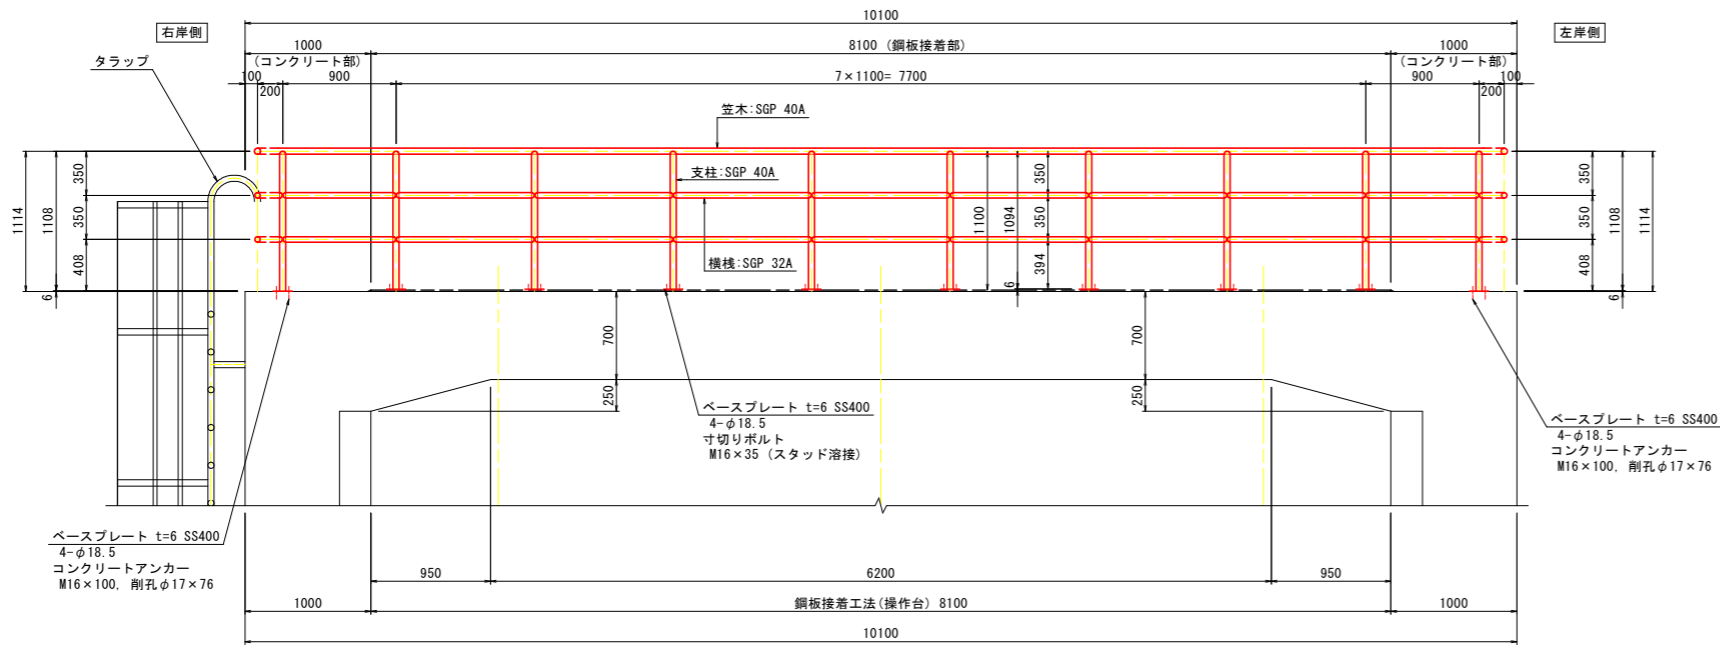 10100
右岸側
左岸側
1000
8100 (鋼板接着部)
1000
(コンクリート部)
(コンクリート部)
タラップ
100
900
7×1100= 7700
900
100
200
200
笠木:SGP 40A
支柱:SGP 40A
横桟:SGP 32A
1114
1108
350
350
408
6
1100
1094
350
350
394
6
350
350
408
1108
1114
6
700
250
700
250
ベースプレート t=6 SS400
4-φ18.5
寸切りボルト
M16×35 (スタッド溶接)
ベースプレート t=6 SS400
4-φ18.5
コンクリートアンカー
M16×100, 削孔φ17×76
ベースプレート t=6 SS400
4-φ18.5
コンクリートアンカー
M16×100, 削孔φ17×76
950
6200
950
1000
鋼板接着工法(操作台) 8100
1000
10100